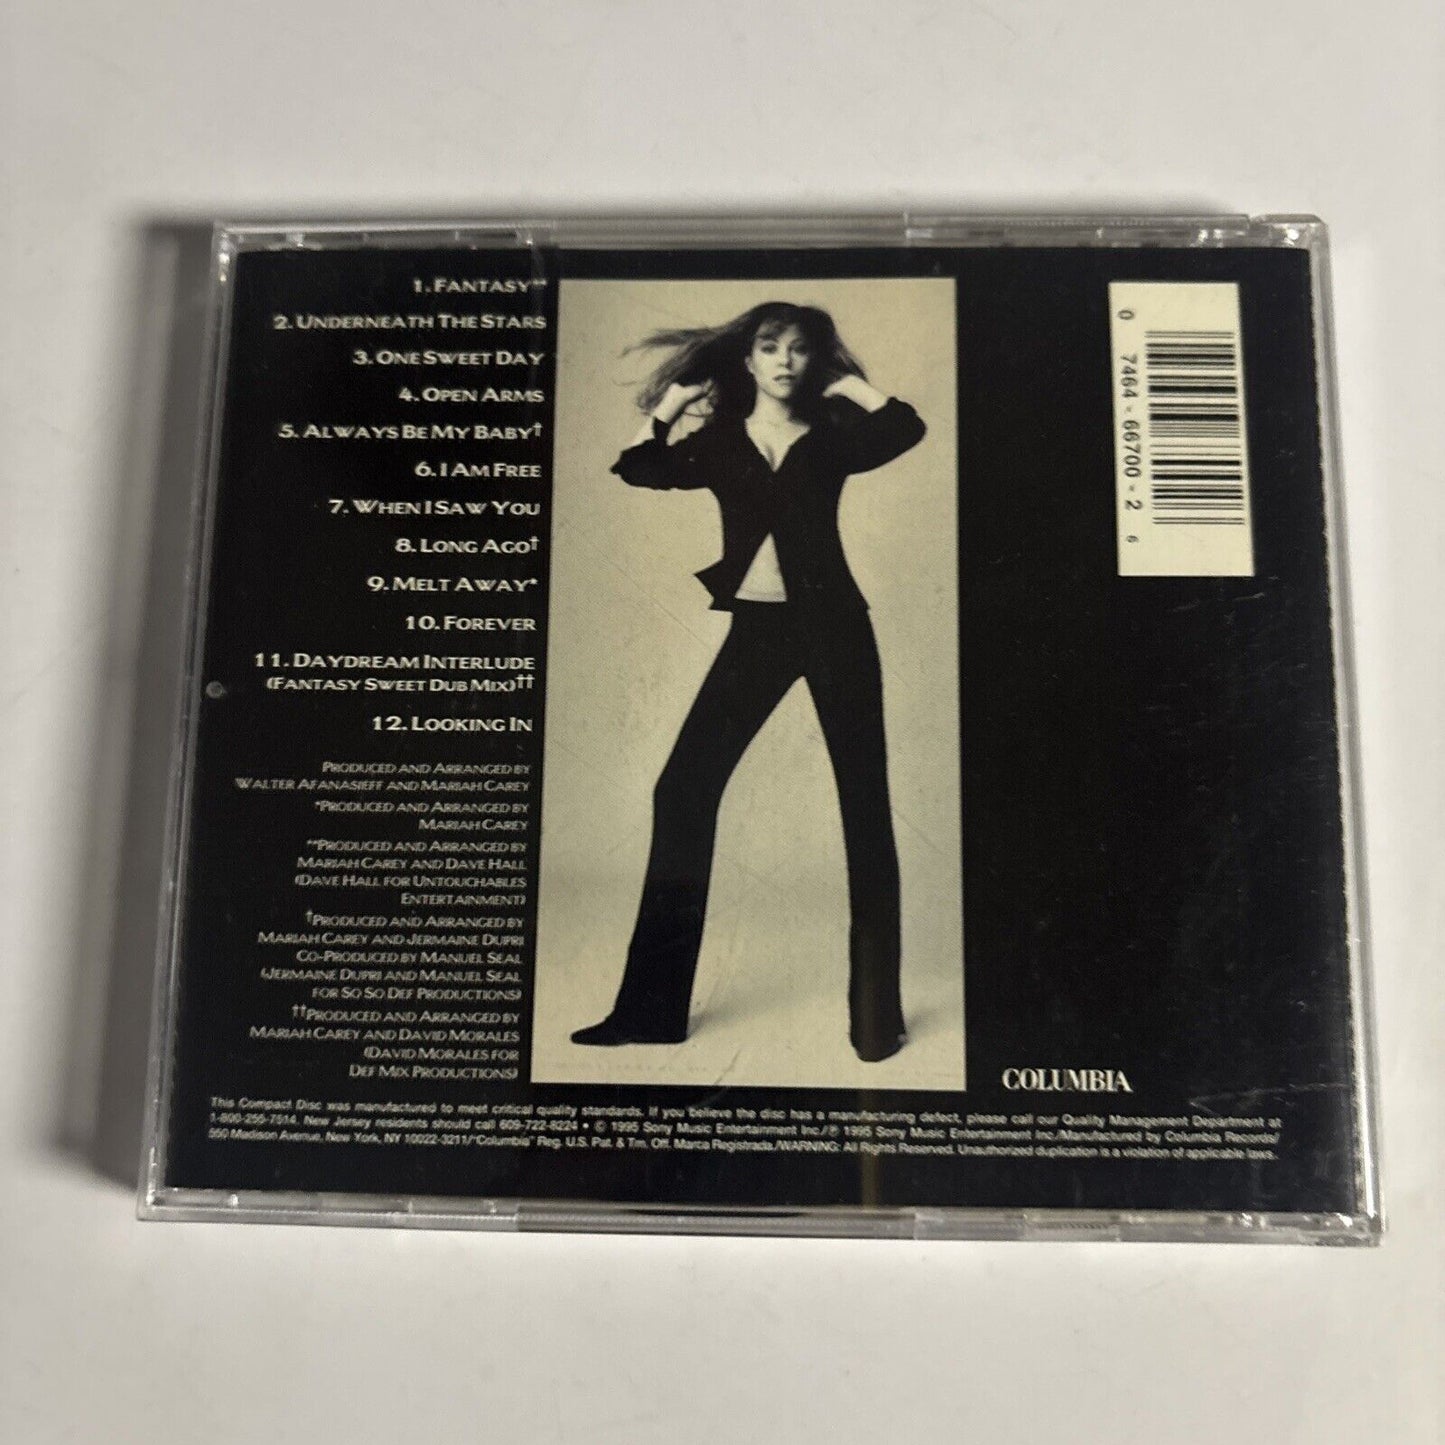 1. FANTASY**
2. UNDERNEATH THE STARS
3. ONE SWEET DAY
4. OPEN ARMS
5. ALWAYS BE MY BABY†
6. I AM FREE
7. WHEN I SAW YOU
8. LONG AGO†
9. MELT AWAY*
10. FOREVER
11. DAYDREAM INTERLUDE
(FANTASY SWEET DUB MIX)††
12. LOOKING IN
PRODUCED AND ARRANGED BY
WALTER AFANASIEFF AND MARIAH CAREY
*PRODUCED AND ARRANGED BY
MARIAH CAREY
**PRODUCED AND ARRANGED BY
MARIAH CAREY AND DAVE HALL
(DAVE HALL FOR UNTOUCHABLES
ENTERTAINMENT)
†PRODUCED AND ARRANGED BY
MARIAH CAREY AND JERMAINE DUPRI
CO-PRODUCED BY MANUEL SEAL
(JERMAINE DUPRI AND MANUEL SEAL
FOR SO SO DEF PRODUCTIONS)
††PRODUCED AND ARRANGED BY
MARIAH CAREY AND DAVID MORALES
(DAVID MORALES FOR
DEF MIX PRODUCTIONS)
0 7464-66700-2 6
COLUMBIA
This Compact Disc was manufactured to meet critical quality standards. If you believe the disc has a manufacturing defect, please call our Quality Management Department at
1-800-255-7514. New Jersey residents should call 609-722-8224 • © 1995 Sony Music Entertainment Inc./℗ 1995 Sony Music Entertainment Inc./Manufactured by Columbia Records/
550 Madison Avenue, New York, NY 10022-3211/"Columbia" Reg. U.S. Pat. & Tm. Off. Marca Registrada./WARNING: All Rights Reserved. Unauthorized duplication is a violation of applicable laws.